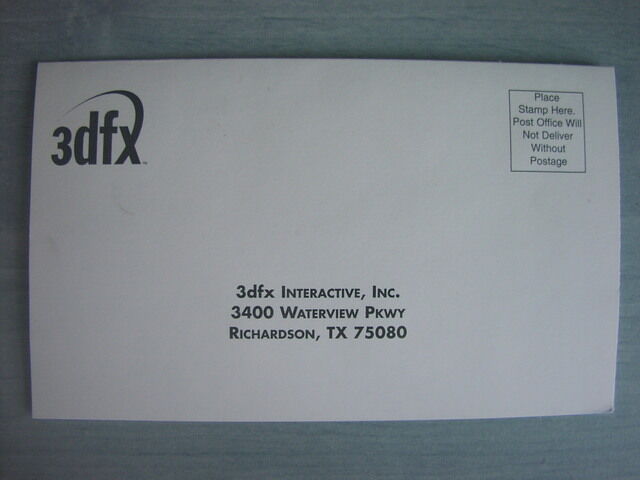 3dfx™
Place
Stamp Here.
Post Office Will
Not Deliver
Without
Postage
3dfx Interactive, Inc.
3400 Waterview Pkwy
Richardson, TX 75080